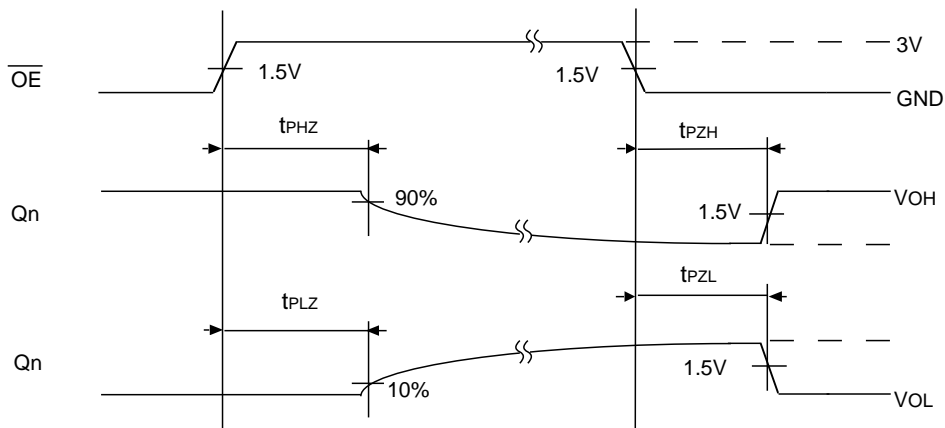 3V
OE
1.5V
1.5V
GND
tPHZ
tPZH
Qn
90%
1.5V
VOH
tPLZ
tPZL
Qn
10%
1.5V
VOL